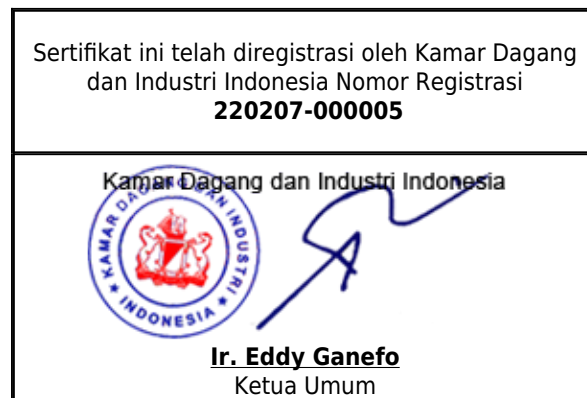 Sertifikat ini telah diregistrasi oleh Kamar Dagang
dan Industri Indonesia Nomor Registrasi
220207-000005
Kamar Dagang dan Industri Indonesia
KAMAR DAGANG DAN INDUSTRI
INDONESIA
Ir. Eddy Ganefo
Ketua Umum